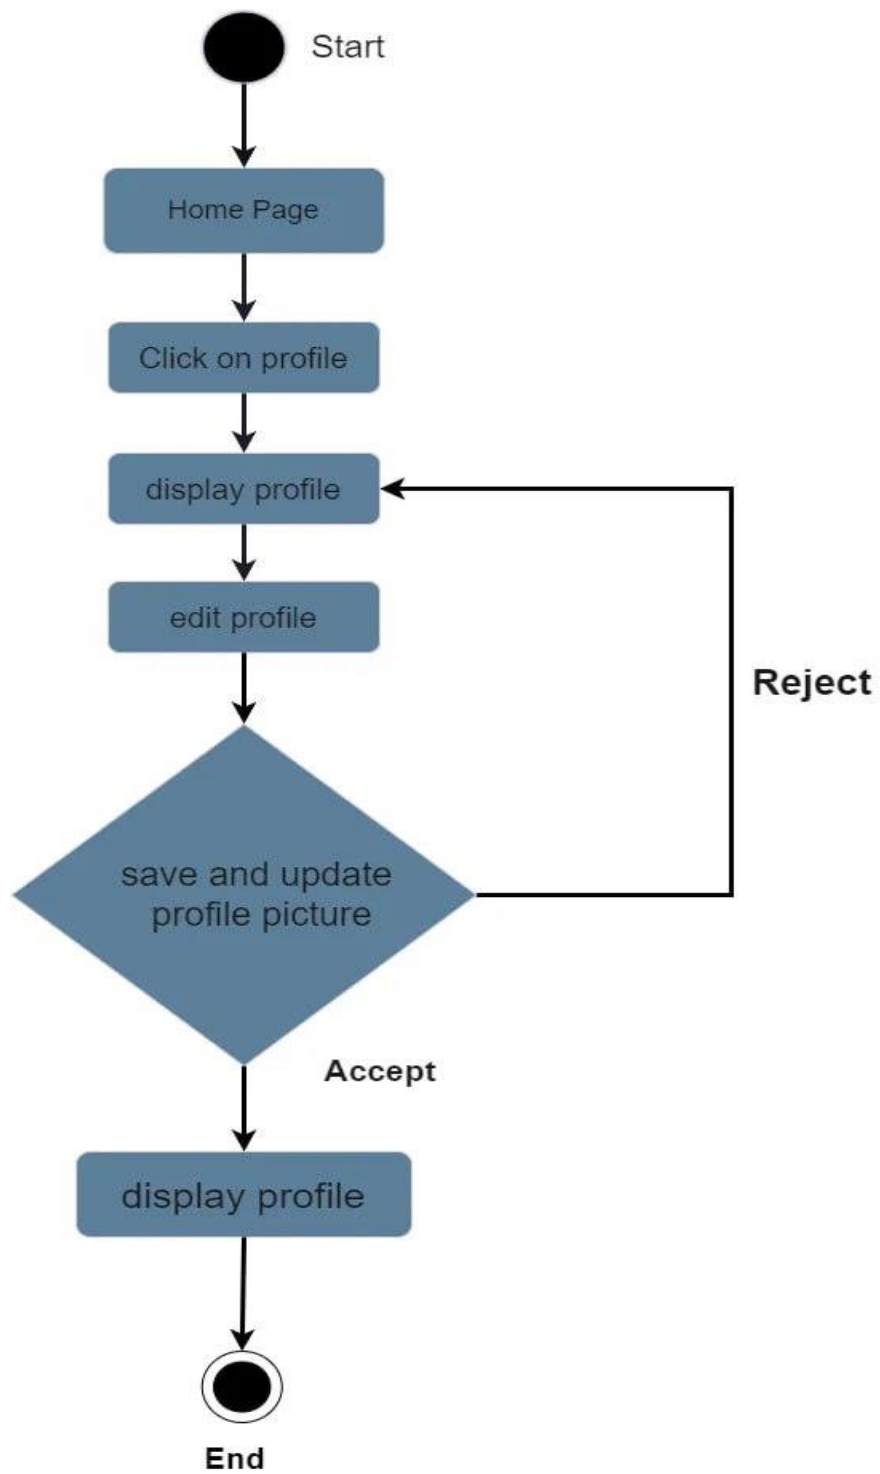 Start
Home Page
Click on profile
display profile
edit profile
Reject
save and update
profile picture
Accept
display profile
End